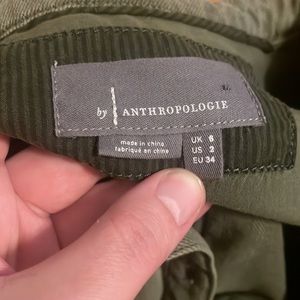 by ANTHROPOLOGIE
made in china
fabriqué en chine
UK 6
US 2
EU 34